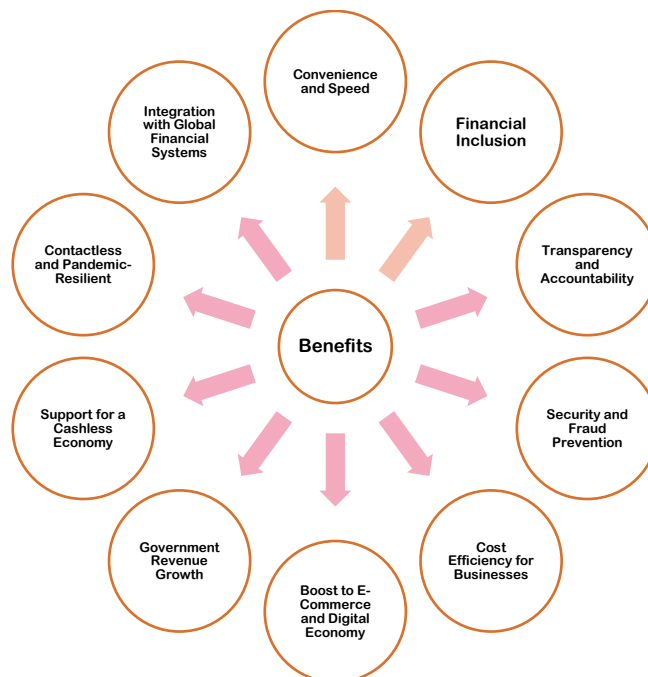 Convenience
and Speed
Financial
Inclusion
Transparency
and
Accountability
Security and
Fraud
Prevention
Cost
Efficiency for
Businesses
Boost to E-
Commerce
and Digital
Economy
Government
Revenue
Growth
Support for a
Cashless
Economy
Contactless
and Pandemic-
Resilient
Integration
with Global
Financial
Systems
Benefits